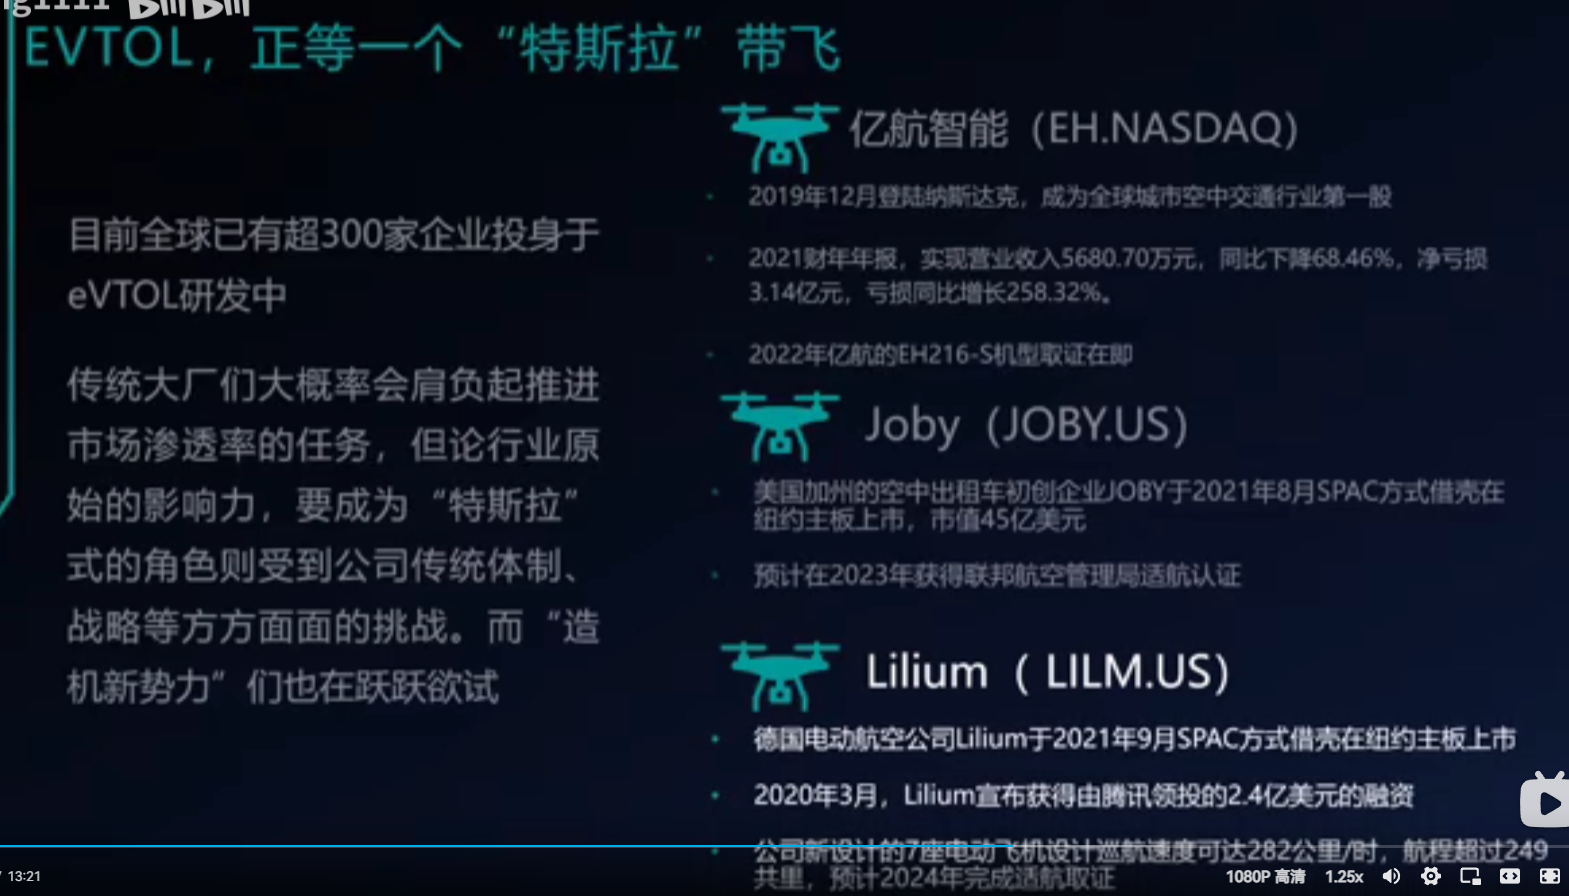 bilibili
EVTOL，正等一个“特斯拉”带飞
目前全球已有超300家企业投身于
eVTOL研发中
传统大厂们大概率会肩负起推进
市场渗透率的任务，但论行业原
始的影响力，要成为“特斯拉”
式的角色则受到公司传统体制、
战略等方方面面的挑战。而“造
机新势力”们也在跃跃欲试
亿航智能（EH.NASDAQ）
2019年12月登陆纳斯达克，成为全球城市空中交通行业第一股
2021财年年报，实现营业收入5680.70万元，同比下降68.46%，净亏损
3.14亿元，亏损同比增长258.32%。
2022年亿航的EH216-S机型取证在即
Joby（JOBY.US）
美国加州的空中出租车初创企业JOBY于2021年8月SPAC方式借壳在
纽约主板上市，市值45亿美元
预计在2023年获得联邦航空管理局适航认证
Lilium（ LILM.US）
德国电动航空公司Lilium于2021年9月SPAC方式借壳在纽约主板上市
2020年3月，Lilium宣布获得由腾讯领投的2.4亿美元的融资
公司新设计的7座电动飞机设计巡航速度可达282公里/时，航程超过249
共里，预计2024年完成适航取证
/ 13:21
1080P 高清
1.25x